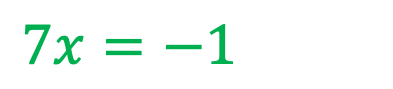 7x = −1